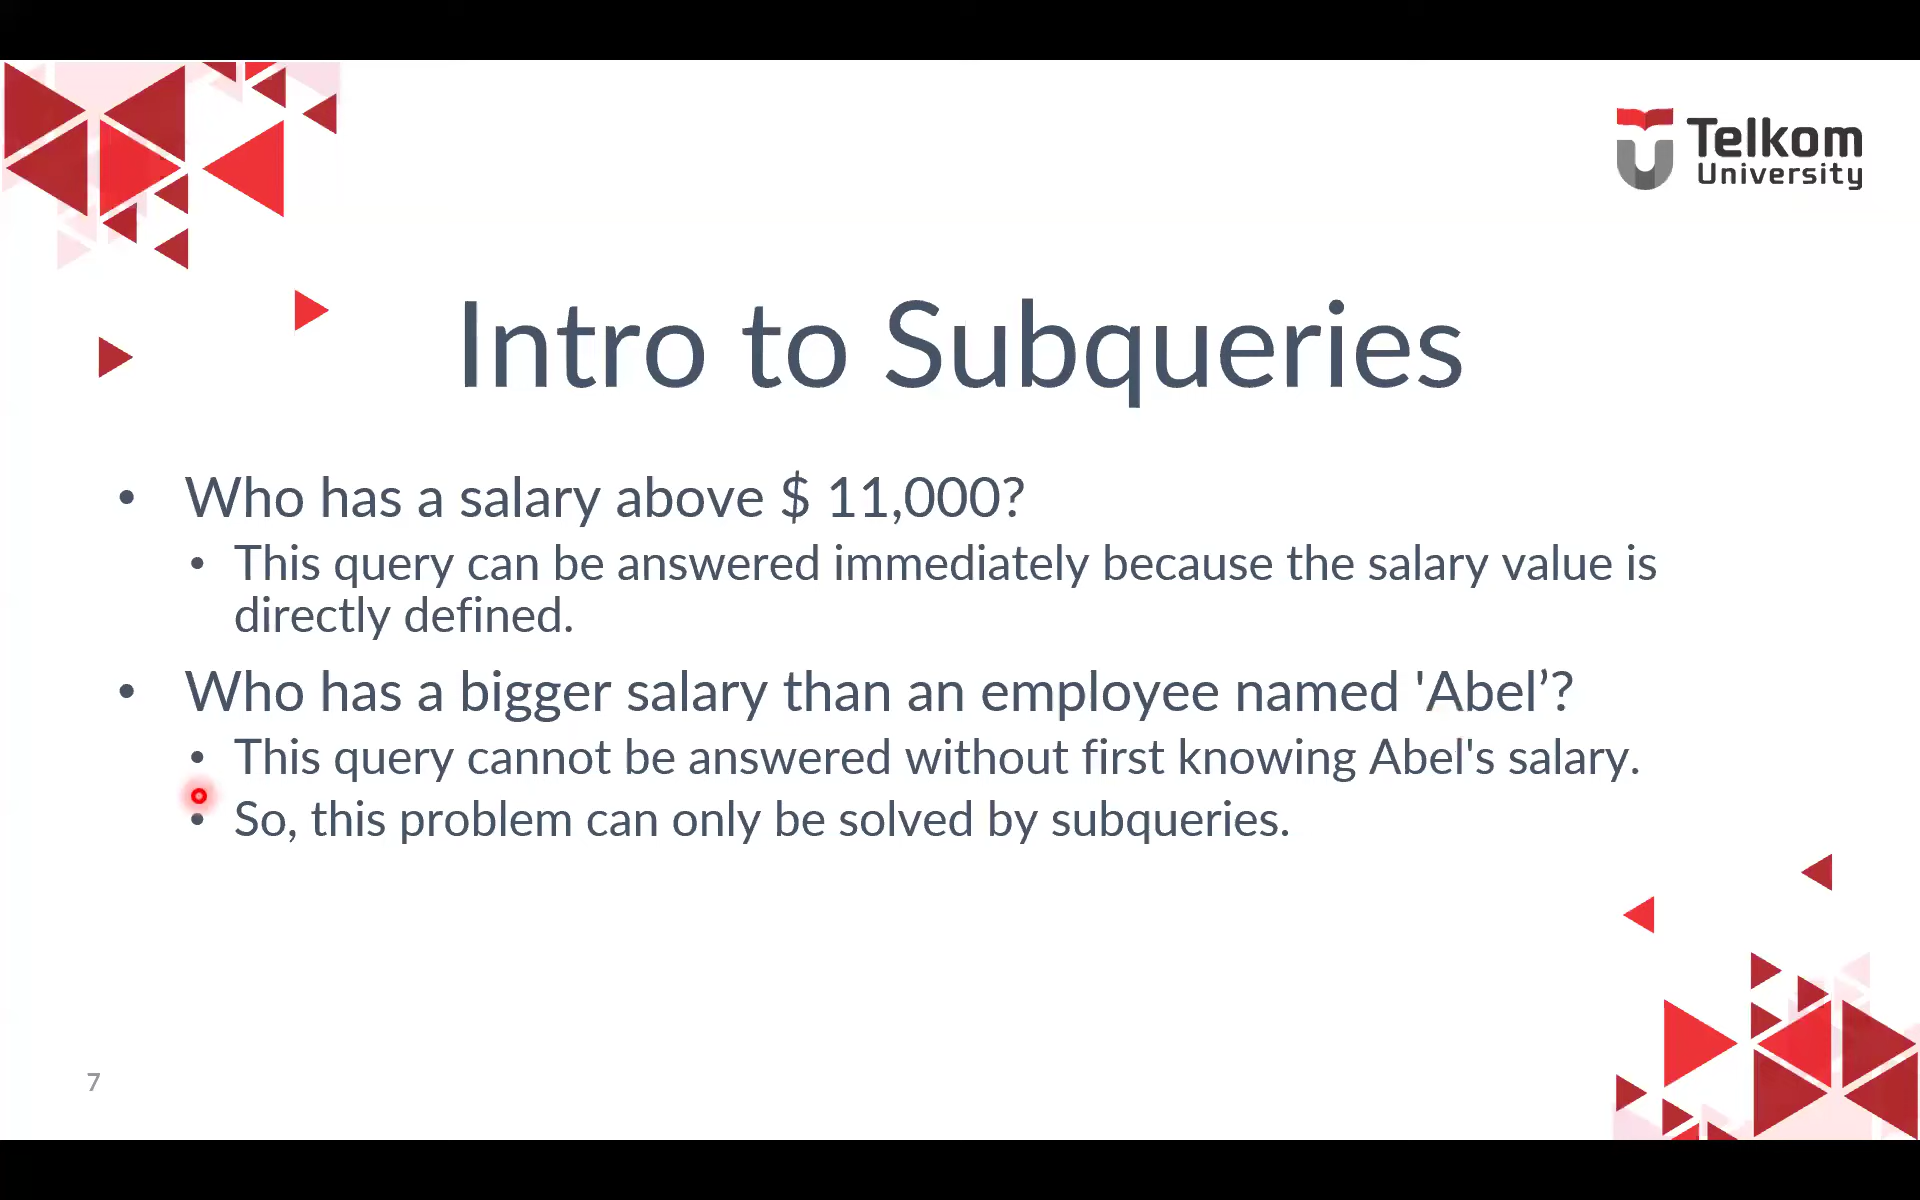 Telkom
University
Intro to Subqueries
• Who has a salary above $ 11,000?
• This query can be answered immediately because the salary value is
directly defined.
• Who has a bigger salary than an employee named 'Abel’?
• This query cannot be answered without first knowing Abel's salary.
• So, this problem can only be solved by subqueries.
7